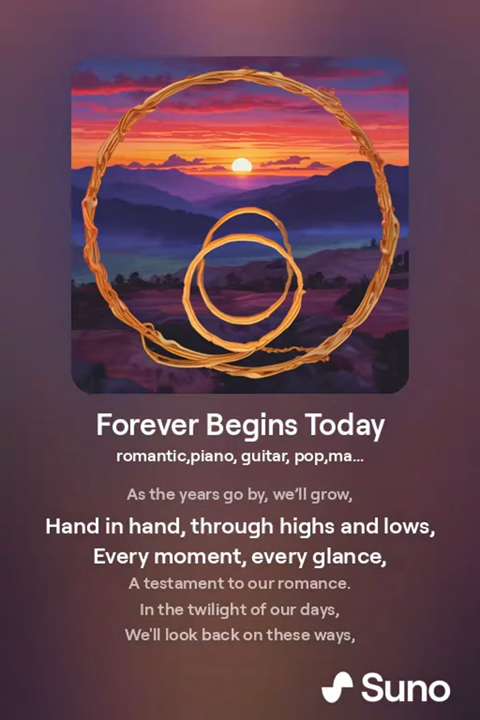 Forever Begins Today
romantic,piano, guitar, pop,ma...
As the years go by, we'll grow,
Hand in hand, through highs and lows,
Every moment, every glance,
A testament to our romance.
In the twilight of our days,
We'll look back on these ways,
Suno